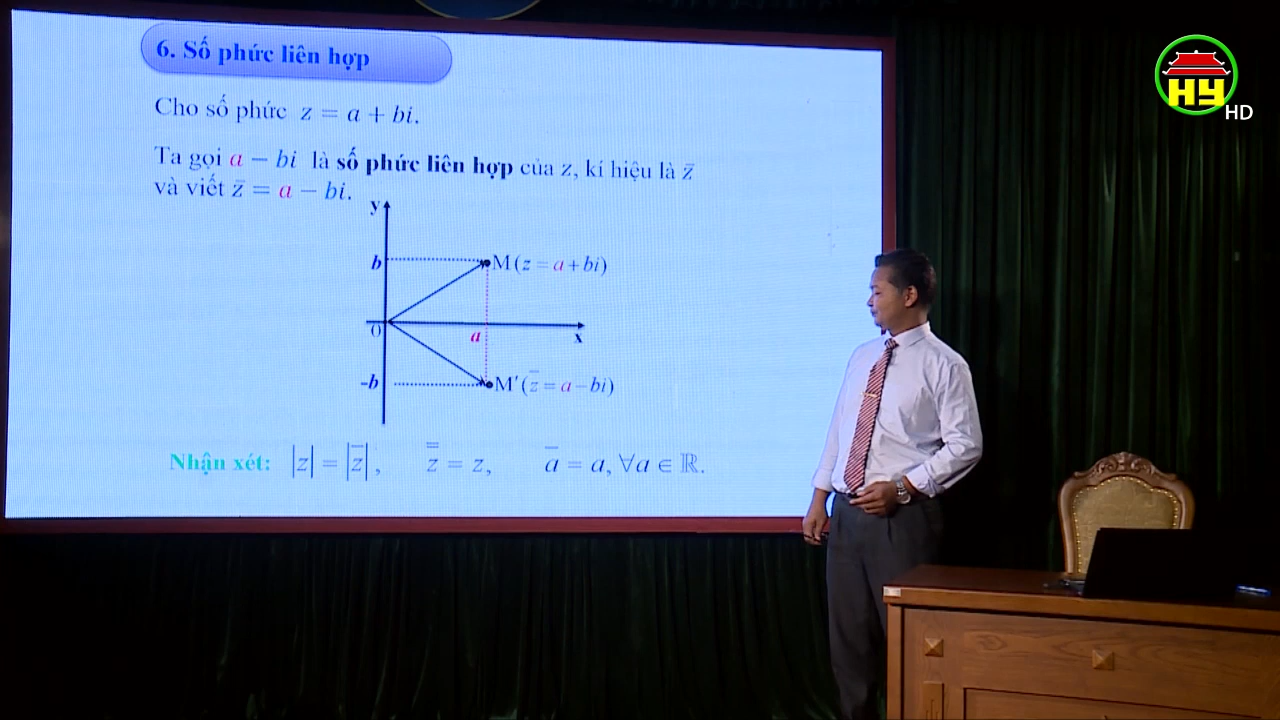 6. Số phức liên hợp
Cho số phức z = a + bi.
Ta gọi a − bi là số phức liên hợp của z, kí hiệu là z̄
và viết z̄ = a − bi.
y
b
M(z = a + bi)
0
a
x
-b
M'(z̄ = a − bi)
Nhận xét: |z| = |z̄|, z̿ = z, ā = a, ∀a ∈ ℝ.
HY
HD